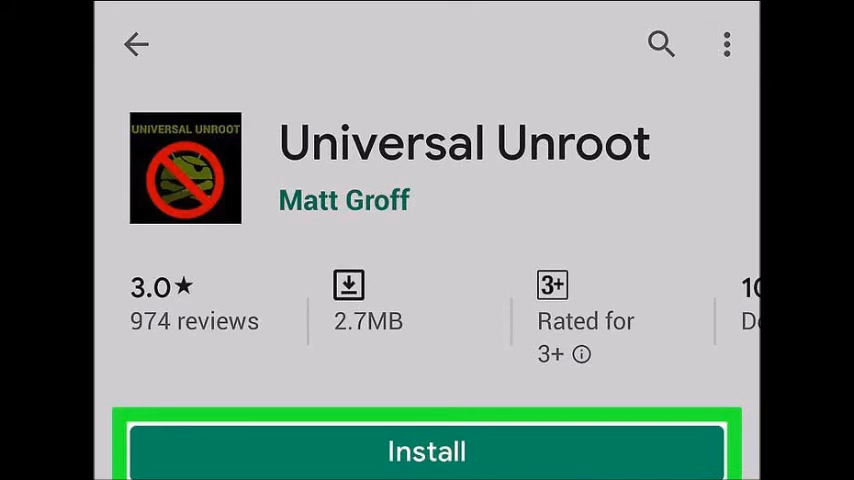 UNIVERSAL UNROOT
Universal Unroot
Matt Groff
3.0★
974 reviews
2.7MB
3+
Rated for
3+
Install